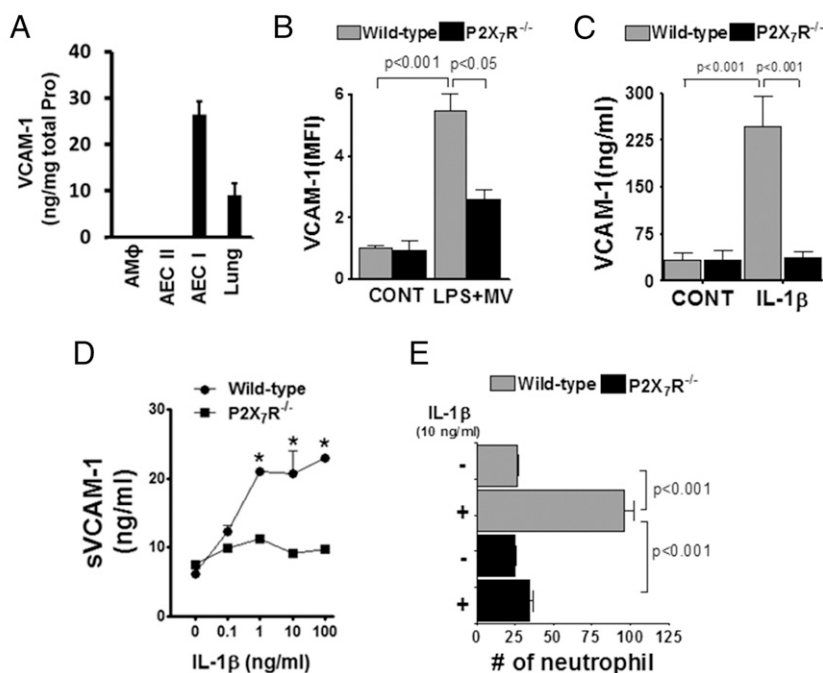 A
VCAM-1
(ng/mg total Pro)
40
30
20
10
0
AMϕ
AEC II
AEC I
Lung
B
Wild-type P2X₇R⁻/⁻
p<0.001 p<0.05
VCAM-1(MFI)
6
4
2
0
CONT LPS+MV
C
Wild-type P2X₇R⁻/⁻
p<0.001 p<0.001
VCAM-1(ng/ml)
300
225
150
75
0
CONT IL-1β
D
Wild-type
P2X₇R⁻/⁻
sVCAM-1
(ng/ml)
30
20
10
0
* * *
0 0.1 1 10 100
IL-1β (ng/ml)
E
Wild-type P2X₇R⁻/⁻
IL-1β
(10 ng/ml)
-
+
-
+
p<0.001
p<0.001
0 25 50 75 100 125
# of neutrophil